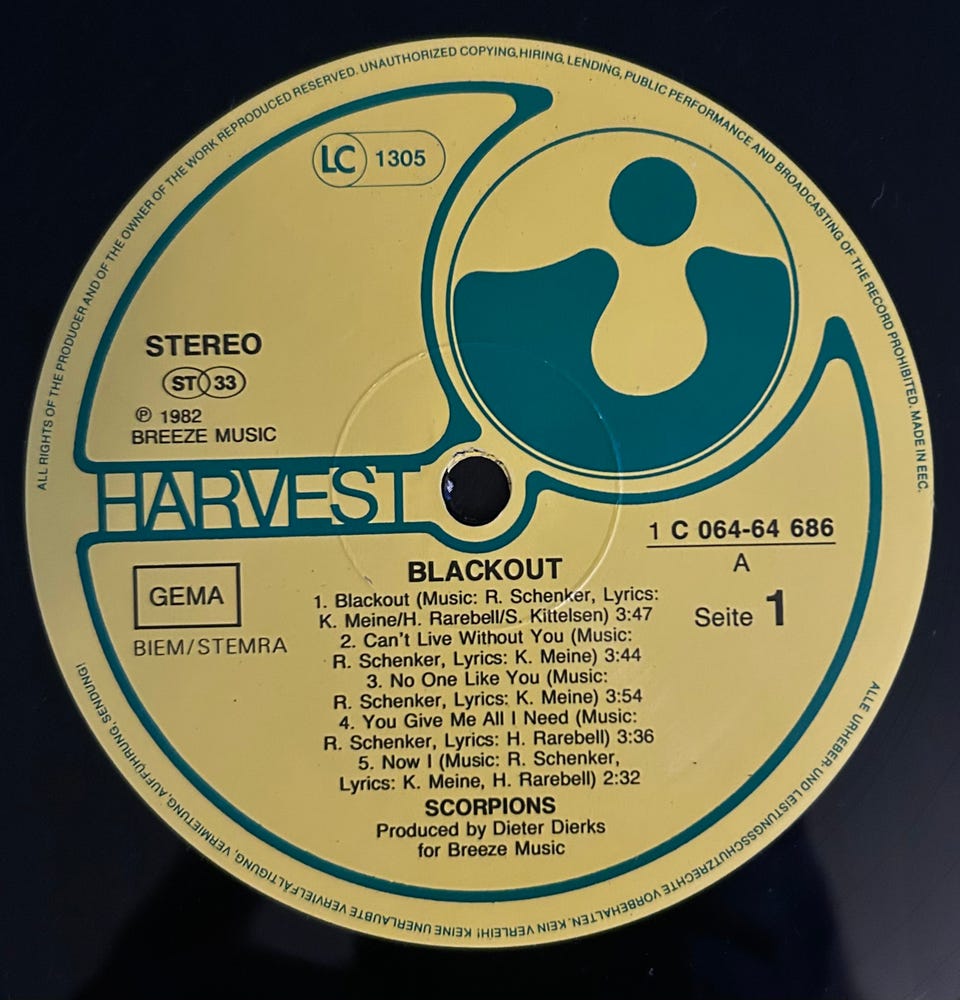 ALL RIGHTS OF THE PRODUCER AND OF THE OWNER OF THE WORK REPRODUCED RESERVED. UNAUTHORIZED COPYING, HIRING, LENDING, PUBLIC PERFORMANCE AND BROADCASTING OF THE RECORD PROHIBITED. MADE IN EEC.
LC 1305
STEREO
ST 33
℗ 1982
BREEZE MUSIC
HARVEST
1 C 064-64 686
A
Seite 1
GEMA
BIEM/STEMRA
BLACKOUT
1. Blackout (Music: R. Schenker, Lyrics:
K. Meine/H. Rarebell/S. Kittelsen) 3:47
2. Can't Live Without You (Music:
R. Schenker, Lyrics: K. Meine) 3:44
3. No One Like You (Music:
R. Schenker, Lyrics: K. Meine) 3:54
4. You Give Me All I Need (Music:
R. Schenker, Lyrics: H. Rarebell) 3:36
5. Now I (Music: R. Schenker,
Lyrics: K. Meine, H. Rarebell) 2:32
SCORPIONS
Produced by Dieter Dierks
for Breeze Music
ALLE URHEBER- UND LEISTUNGSSCHUTZRECHTE VORBEHALTEN. KEIN VERLEIH! KEINE UNERLAUBTE VERVIELFÄLTIGUNG, VERMIETUNG, AUFFÜHRUNG, SENDUNG!